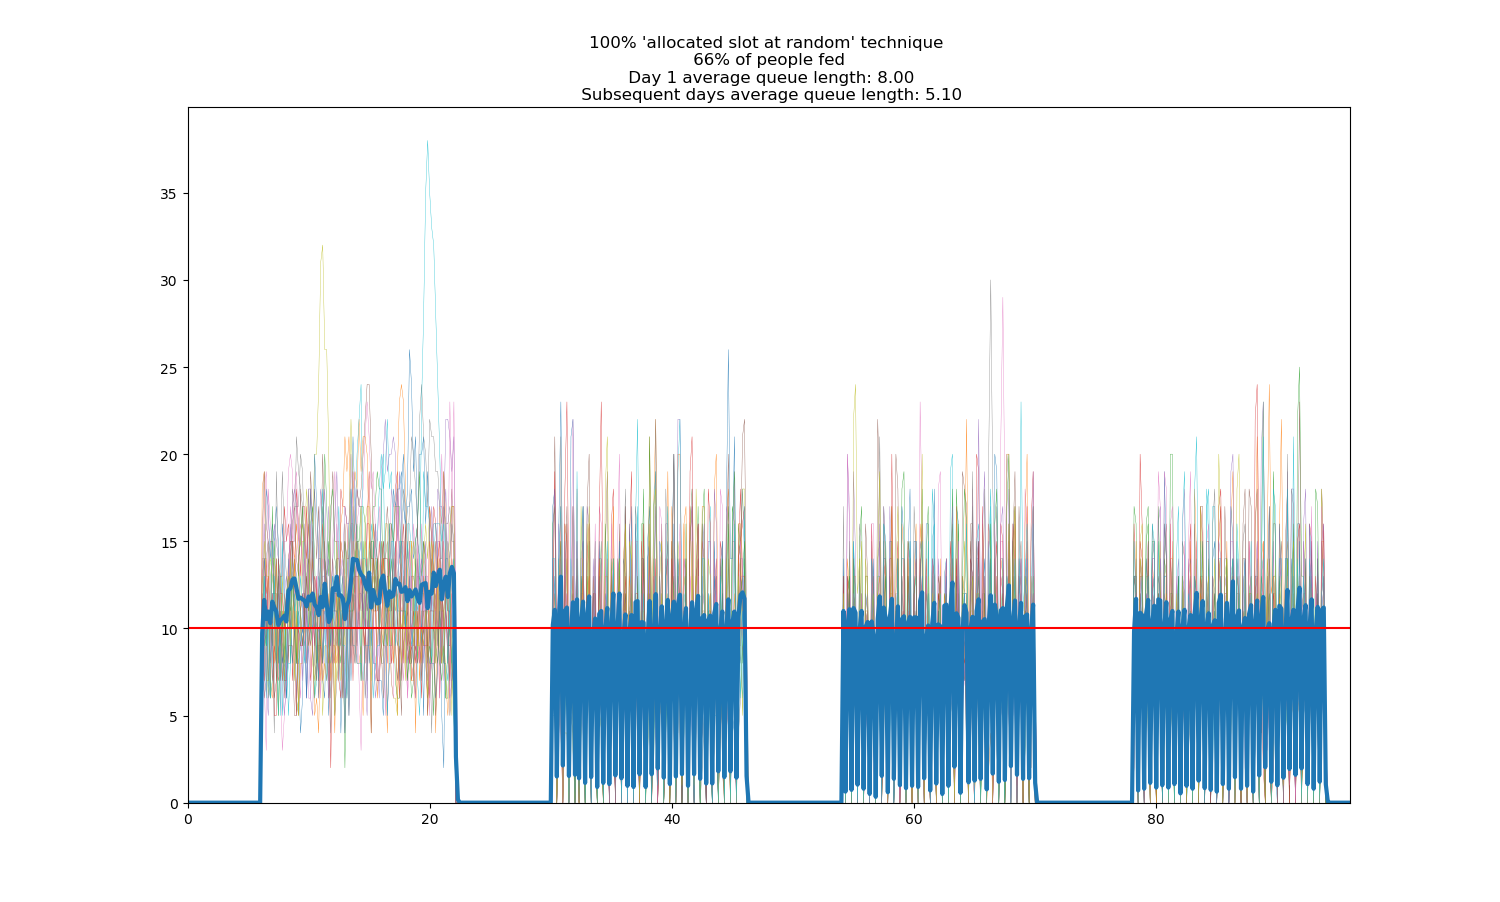 100% 'allocated slot at random' technique
66% of people fed
Day 1 average queue length: 8.00
Subsequent days average queue length: 5.10
35
30
25
20
15
10
5
0
0 20 40 60 80